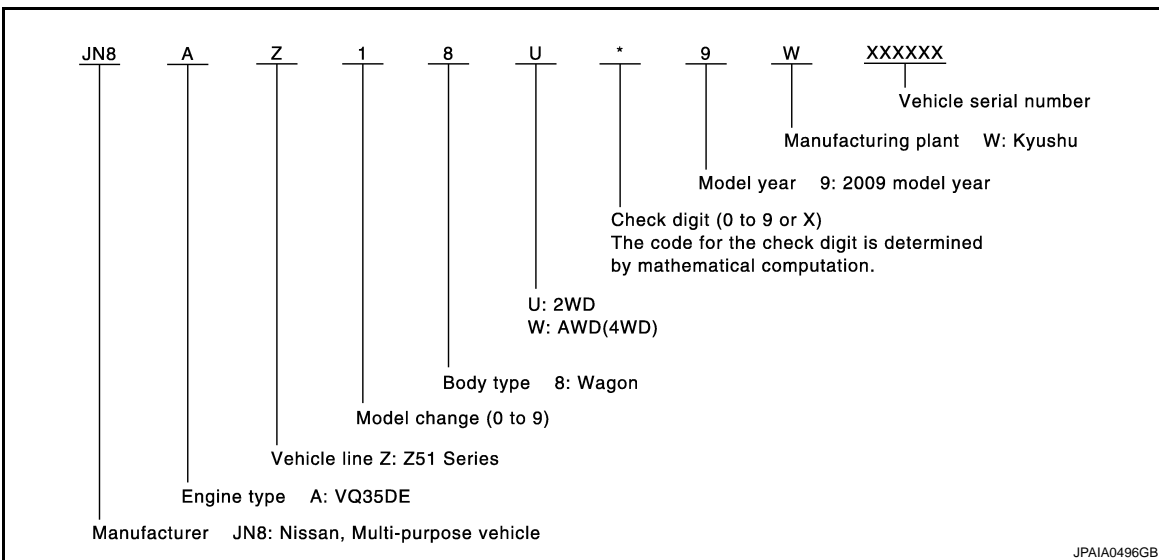 JN8 A Z 1 8 U * 9 W XXXXXX
Vehicle serial number
Manufacturing plant W: Kyushu
Model year 9: 2009 model year
Check digit (0 to 9 or X)
The code for the check digit is determined
by mathematical computation.
U: 2WD
W: AWD(4WD)
Body type 8: Wagon
Model change (0 to 9)
Vehicle line Z: Z51 Series
Engine type A: VQ35DE
Manufacturer JN8: Nissan, Multi-purpose vehicle
JPAIA0496GB